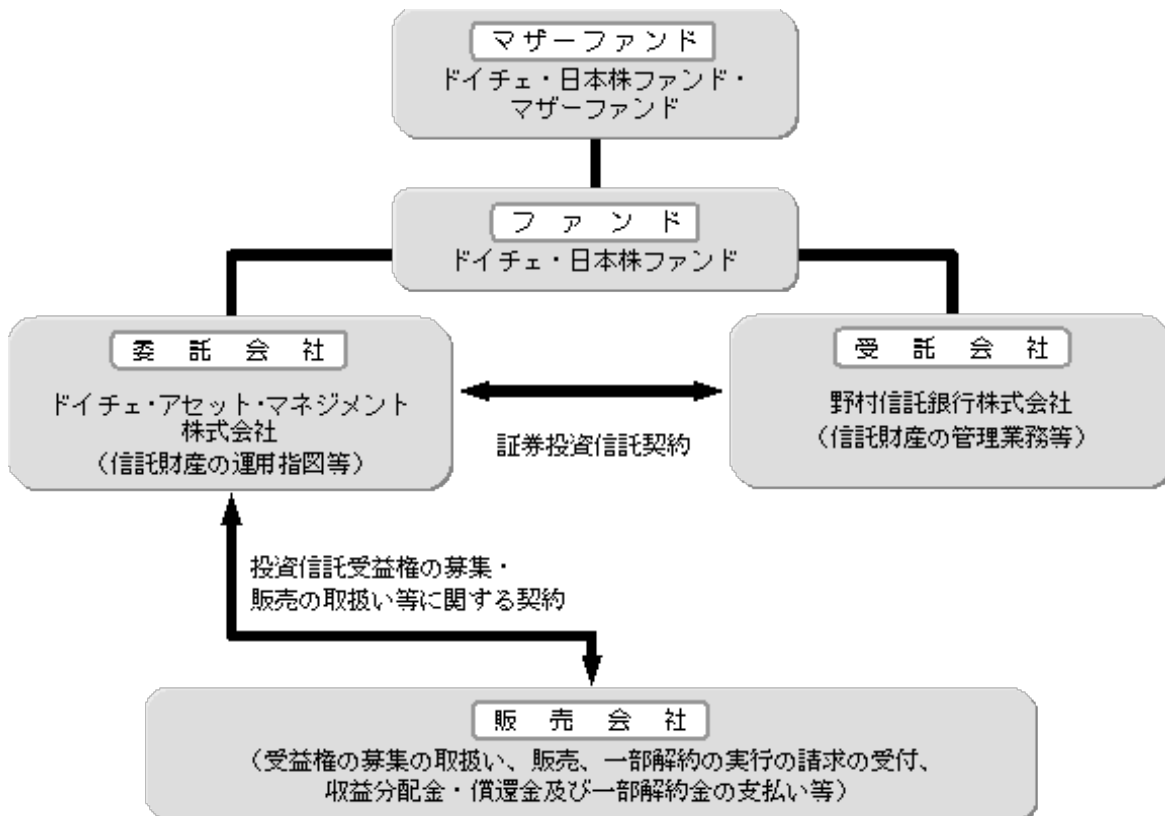 マザーファンド
ドイチェ・日本株ファンド・
マザーファンド
ファンド
ドイチェ・日本株ファンド
委託会社
ドイチェ・アセット・マネジメント
株式会社
（信託財産の運用指図等）
証券投資信託契約
受託会社
野村信託銀行株式会社
（信託財産の管理業務等）
投資信託受益権の募集・
販売の取扱い等に関する契約
販売会社
（受益権の募集の取扱い、販売、一部解約の実行の請求の受付、
収益分配金・償還金及び一部解約金の支払い等）